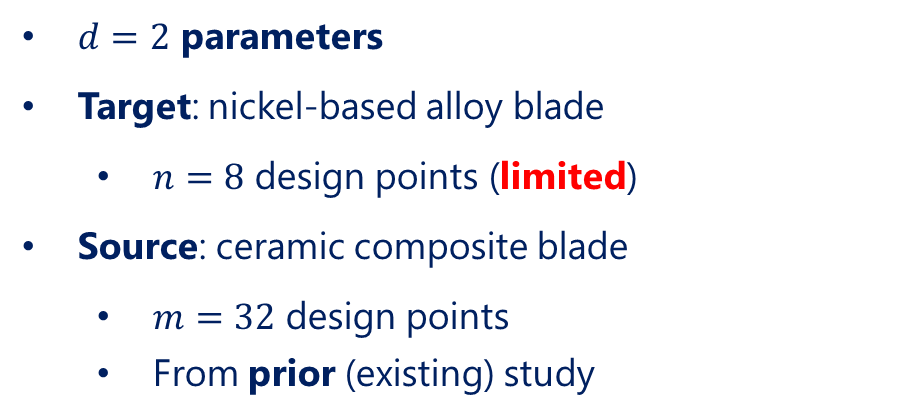 • 𝑑 = 2 parameters
• Target: nickel-based alloy blade
• 𝑛 = 8 design points (limited)
• Source: ceramic composite blade
• 𝑚 = 32 design points
• From prior (existing) study